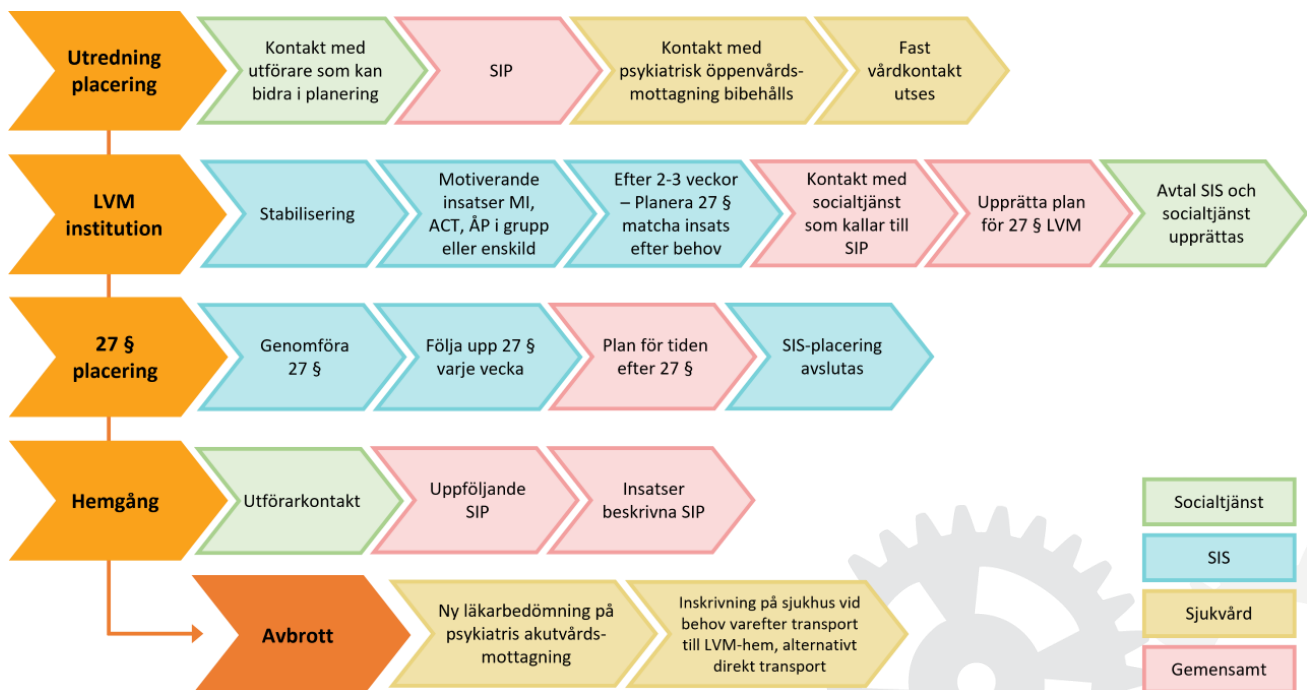 Utredning
placering
Kontakt med
utförare som kan
bidra i planering
SIP
Kontakt med
psykiatrisk öppenvårds-
mottagning bibehålls
Fast
vårdkontakt
utses
LVM
institution
Stabilisering
Motiverande
insatser MI,
ACT, ÅP i grupp
eller enskild
Efter 2-3 veckor
– Planera 27 §
matcha insats
efter behov
Kontakt med
socialtjänst
som kallar till
SIP
Upprätta plan
för 27 § LVM
Avtal SIS och
socialtjänst
upprättas
27 §
placering
Genomföra
27 §
Följa upp 27 §
varje vecka
Plan för tiden
efter 27 §
SIS-placering
avslutas
Hemgång
Utförarkontakt
Uppföljande
SIP
Insatser
beskrivna SIP
Avbrott
Ny läkarbedömning på
psykiatris akutvårds-
mottagning
Inskrivning på sjukhus vid
behov varefter transport
till LVM-hem, alternativt
direkt transport
Socialtjänst
SIS
Sjukvård
Gemensamt